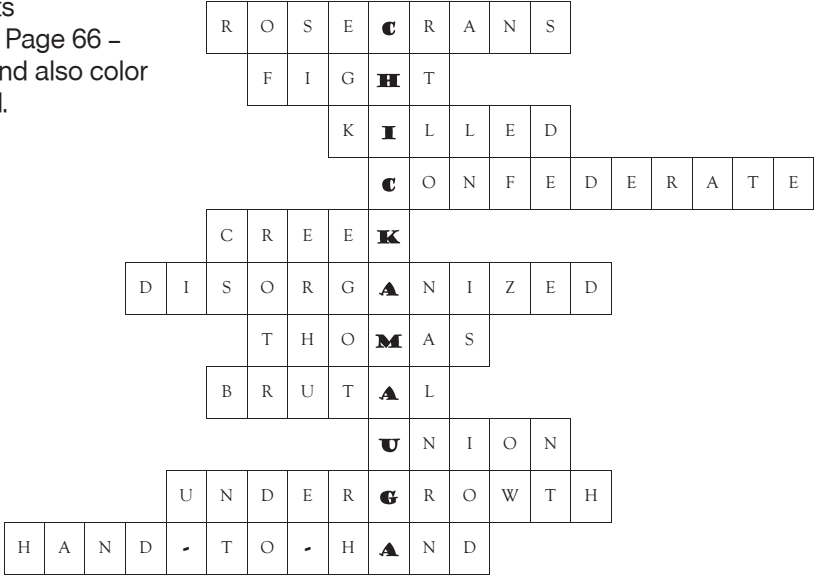 ts
Page 66 –
nd also color
.
ROSECRANS
FIGHT
KILLED
CONFEDERATE
CREEK
DISORGANIZED
THOMAS
BRUTAL
UNION
UNDERGROWTH
HAND-TO-HAND